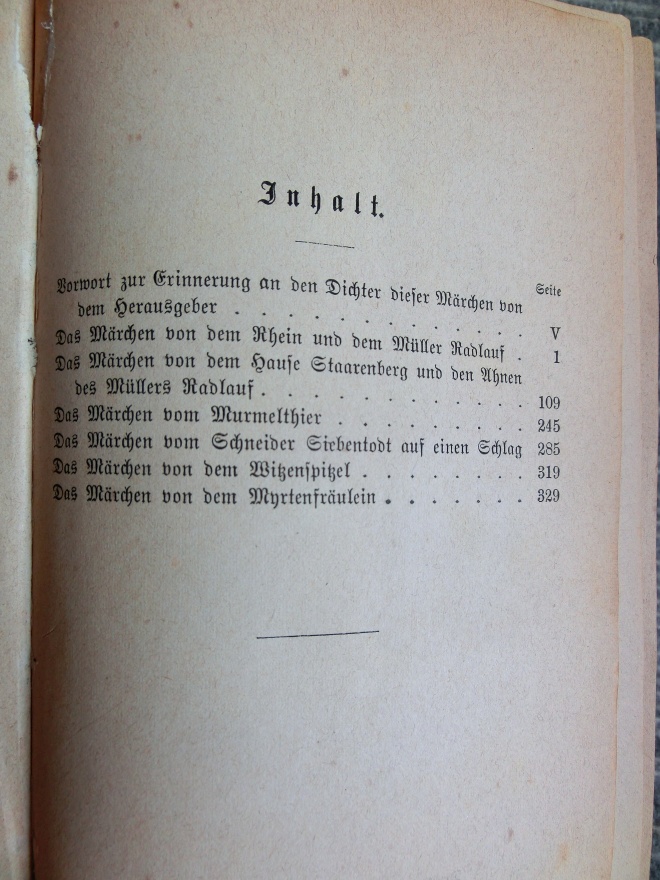 Inhalt.
Seite
Vorwort zur Erinnerung an den Dichter dieser Märchen von
dem Herausgeber . . . . . . . . . . . . V
Das Märchen von dem Rhein und dem Müller Radlauf . 1
Das Märchen von dem Hause Staarenberg und den Ahnen
des Müllers Radlauf . . . . . . . . . . . 109
Das Märchen vom Murmelthier . . . . . . . . 245
Das Märchen vom Schneider Siebentodt auf einen Schlag 285
Das Märchen von dem Witzenspitzel . . . . . . . 319
Das Märchen von dem Myrtenfräulein . . . . . . 329